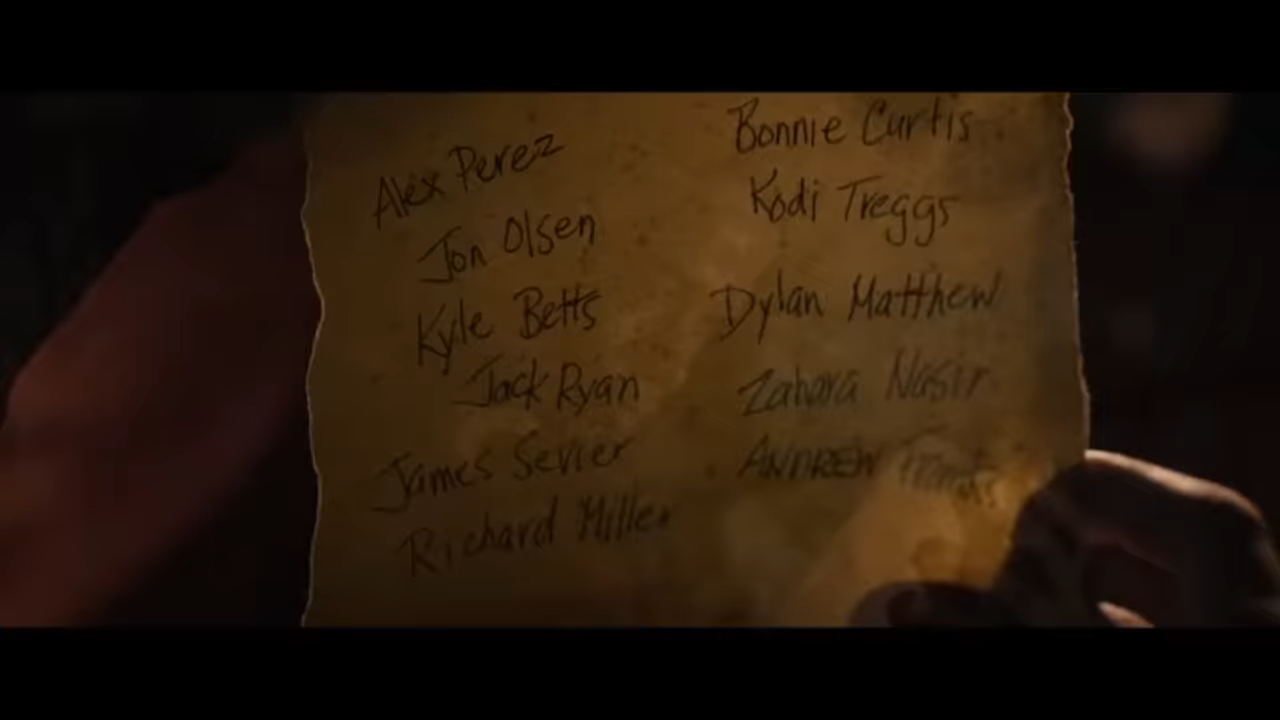 Alex Perez
Jon Olsen
Kyle Betts
Jack Ryan
James Sevier
Richard Miller
Bonnie Curtis
Kodi Treggs
Dylan Matthew
Zahara Nasir
ANDREW